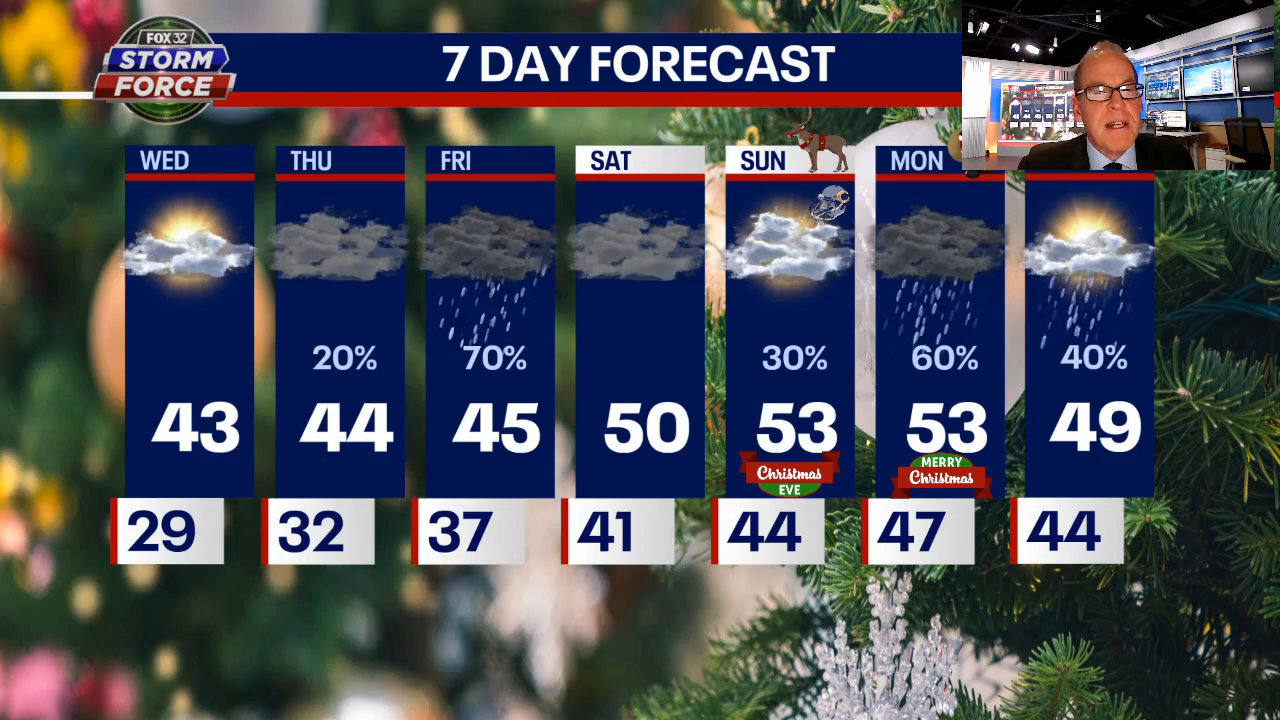 FOX 32
STORM
FORCE
7 DAY FORECAST
WED
THU
FRI
SAT
SUN
MON
20%
70%
30%
60%
40%
43
44
45
50
53
53
49
Christmas
EVE
MERRY
Christmas
29
32
37
41
44
47
44